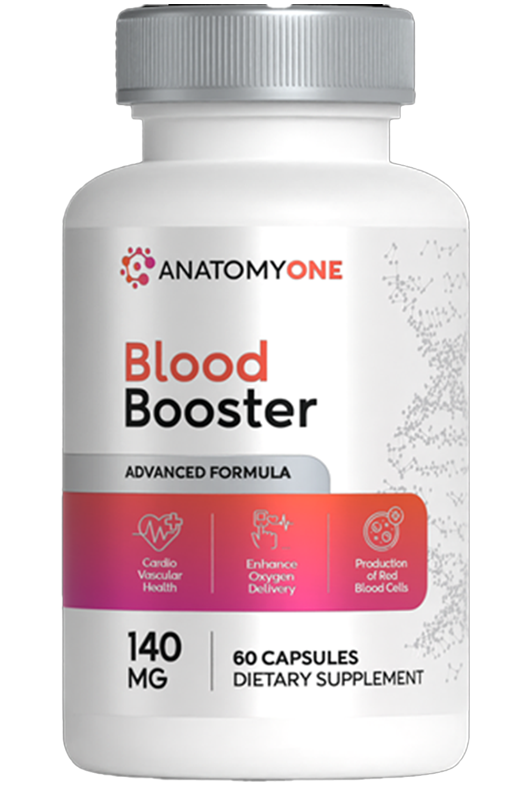 ANATOMYONE
Blood
Booster
ADVANCED FORMULA
Cardio
Vascular
Health
Enhance
Oxygen
Delivery
Production
of Red
Blood Cells
140
MG
60 CAPSULES
DIETARY SUPPLEMENT